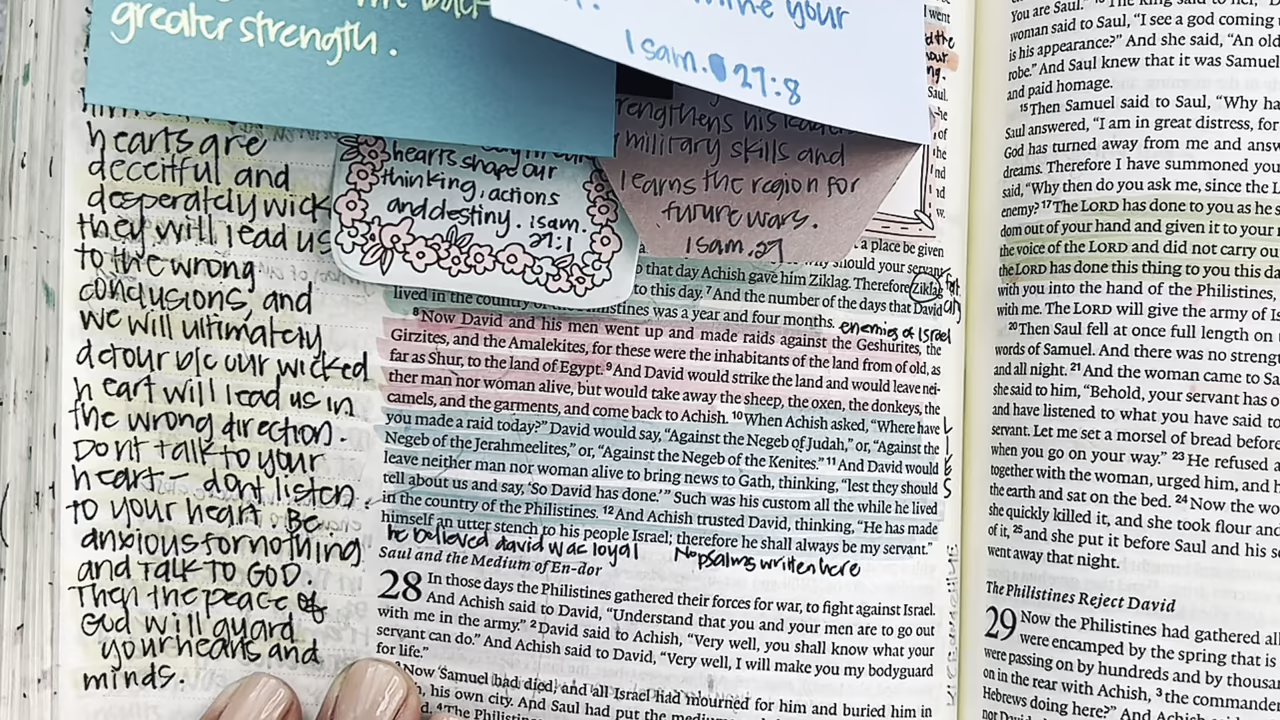 greater strength.
your
1 sam. 27:8
hearts are
deceitful and
desperately wick
they will lead us
to the wrong
conclusions, and
we will ultimately
detour b/c our wicked
heart will lead us in
the wrong direction.
Dont talk to your
heart - dont listen
to your heart. Be
anxious for nothing
and TALK TO GOD.
Then the peace of
God will guard
your hearts and
minds.
hearts shape our
thinking, actions
and destiny. 1 sam.
27:1
rengthens his
military skills and
learns the region for
future wars.
1 sam. 27
a place be given
should your servant
that day Achish gave him Ziklag. Therefore Ziklag
to this day. 7 And the number of the days that David
lived in the country of the Philistines was a year and four months.
enemies of Israel
8 Now David and his men went up and made raids against the Geshurites, the
Girzites, and the Amalekites, for these were the inhabitants of the land from of old, as
far as Shur, to the land of Egypt. 9 And David would strike the land and would leave nei-
ther man nor woman alive, but would take away the sheep, the oxen, the donkeys, the
camels, and the garments, and come back to Achish. 10 When Achish asked, "Where have
you made a raid today?" David would say, "Against the Negeb of Judah," or, "Against the
Negeb of the Jerahmeelites," or, "Against the Negeb of the Kenites." 11 And David would
leave neither man nor woman alive to bring news to Gath, thinking, "lest they should
tell about us and say, 'So David has done.'" Such was his custom all the while he lived
in the country of the Philistines. 12 And Achish trusted David, thinking, "He has made
himself an utter stench to his people Israel; therefore he shall always be my servant."
LIES
he believed david was loyal
No psalms written here
Saul and the Medium of En-dor
28 In those days the Philistines gathered their forces for war, to fight against Israel.
And Achish said to David, "Understand that you and your men are to go out
with me in the army." 2 David said to Achish, "Very well, you shall know what your
servant can do." And Achish said to David, "Very well, I will make you my bodyguard
for life."
3 Now Samuel had died, and all Israel had mourned for him and buried him in
his own city. And Saul had put the
4 The Philistines
You are Saul."
woman said to Saul, "I see a god coming
is his appearance?" And she said, "An old
robe." And Saul knew that it was Samuel
and paid homage.
15 Then Samuel said to Saul, "Why ha
Saul answered, "I am in great distress, for
God has turned away from me and answ
dreams. Therefore I have summoned you
said, "Why then do you ask me, since the L
enemy? 17 The LORD has done to you as he s
dom out of your hand and given it to your
the voice of the LORD and did not carry ou
the LORD has done this thing to you this da
with you into the hand of the Philistines,
with me. The LORD will give the army of Is
20 Then Saul fell at once full length on
words of Samuel. And there was no streng
and all night. 21 And the woman came to Sa
she said to him, "Behold, your servant has o
and have listened to what you have said to
servant. Let me set a morsel of bread before
when you go on your way." 23 He refused a
together with the woman, urged him, and h
the earth and sat on the bed. 24 Now the wo
she quickly killed it, and she took flour and
of it, 25 and she put it before Saul and his se
went away that night.
The Philistines Reject David
29 Now the Philistines had gathered all
were encamped by the spring that is
were passing on by hundreds and by thousan
on in the rear with Achish, 3 the commander
Hebrews doing here?" And Achish said
not David